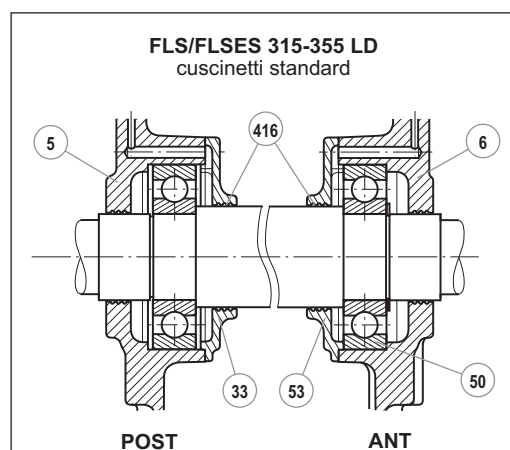 FLS/FLSES 315-355 LD
cuscinetti standard
5
416
6
33
53
50
POST
ANT